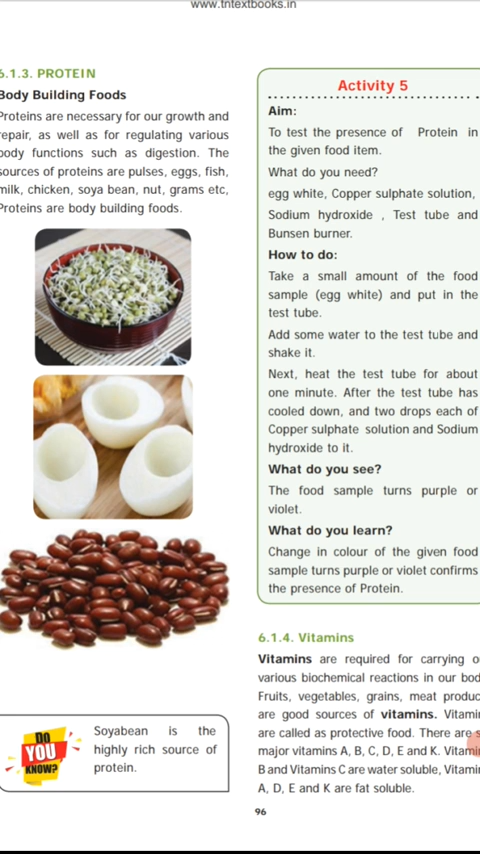 www.tntextbooks.in
6.1.3. PROTEIN
Body Building Foods
Proteins are necessary for our growth and
repair, as well as for regulating various
body functions such as digestion. The
sources of proteins are pulses, eggs, fish,
milk, chicken, soya bean, nut, grams etc,
Proteins are body building foods.
DO
YOU
KNOW?
Soyabean is the
highly rich source of
protein.
Activity 5
Aim:
To test the presence of Protein in
the given food item.
What do you need?
egg white, Copper sulphate solution,
Sodium hydroxide , Test tube and
Bunsen burner.
How to do:
Take a small amount of the food
sample (egg white) and put in the
test tube.
Add some water to the test tube and
shake it.
Next, heat the test tube for about
one minute. After the test tube has
cooled down, and two drops each of
Copper sulphate solution and Sodium
hydroxide to it.
What do you see?
The food sample turns purple or
violet.
What do you learn?
Change in colour of the given food
sample turns purple or violet confirms
the presence of Protein.
6.1.4. Vitamins
Vitamins are required for carrying
various biochemical reactions in our
Fruits, vegetables, grains, meat
are good sources of vitamins.
are called as protective food. There are
major vitamins A, B, C, D, E and K.
B and Vitamins C are water soluble,
A, D, E and K are fat soluble.
96